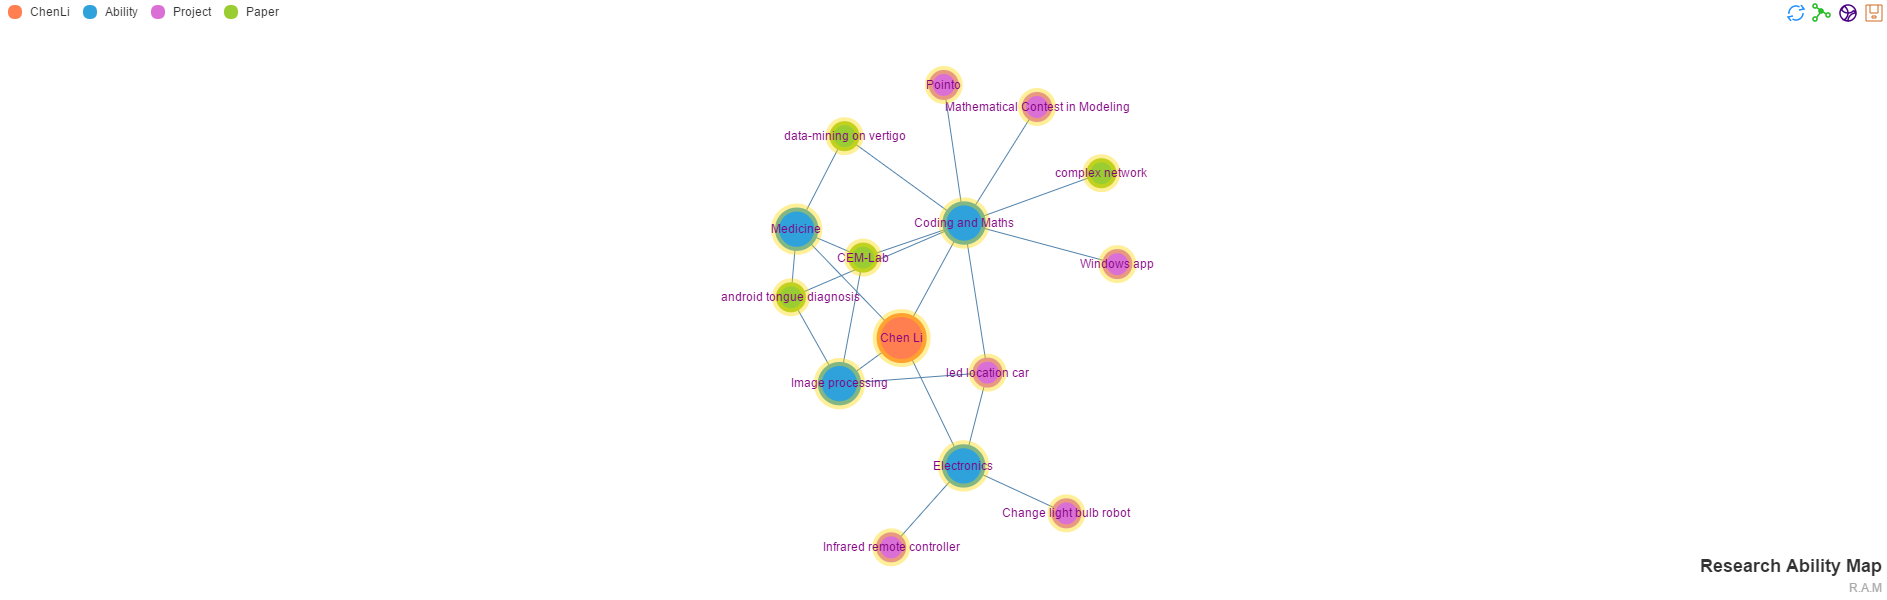 ChenLi
Ability
Project
Paper
Pointo
Mathematical Contest in Modeling
data-mining on vertigo
complex network
Coding and Maths
Medicine
CEM-Lab
Windows app
android tongue diagnosis
Chen Li
led location car
Image processing
Electronics
Change light bulb robot
Infrared remote controller
Research Ability Map
R.A.M